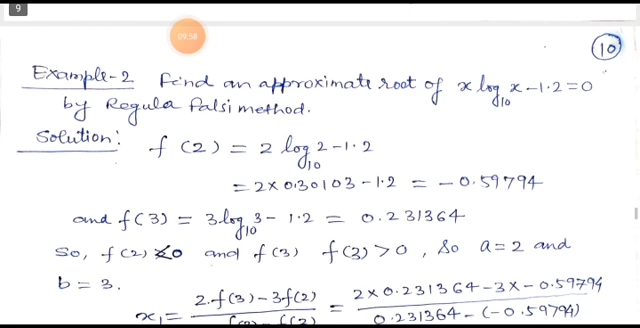 9
09:58
10
Example-2 Find an approximate root of x log₁₀ x - 1.2 = 0
by Regula falsi method.
Solution: f(2) = 2 log₁₀ 2 - 1.2
= 2 × 0.30103 - 1.2 = - 0.59794
and f(3) = 3 log₁₀ 3 - 1.2 = 0.231364
So, f(2) < 0 and f(3) f(3) > 0, So a = 2 and
b = 3.
x₁ = 2.f(3) - 3f(2) / f(3) - f(2) = 2 × 0.231364 - 3 × - 0.59794 / 0.231364 - (- 0.59794)